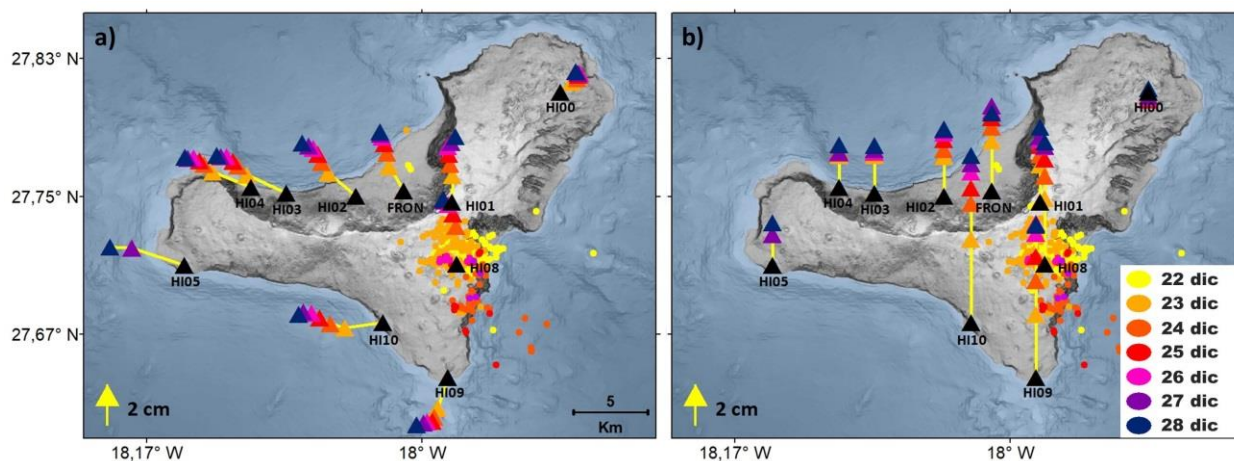 a)
27,83° N
HI00
27,75° N
HI04
HI03
HI02
FRON
HI01
HI08
HI05
27,67° N
HI10
HI09
2 cm
5
Km
18,17° W
18° W
b)
HI00
HI04
HI03
HI02
FRON
HI01
HI08
HI05
HI10
HI09
2 cm
22 dic
23 dic
24 dic
25 dic
26 dic
27 dic
28 dic
18,17° W
18° W